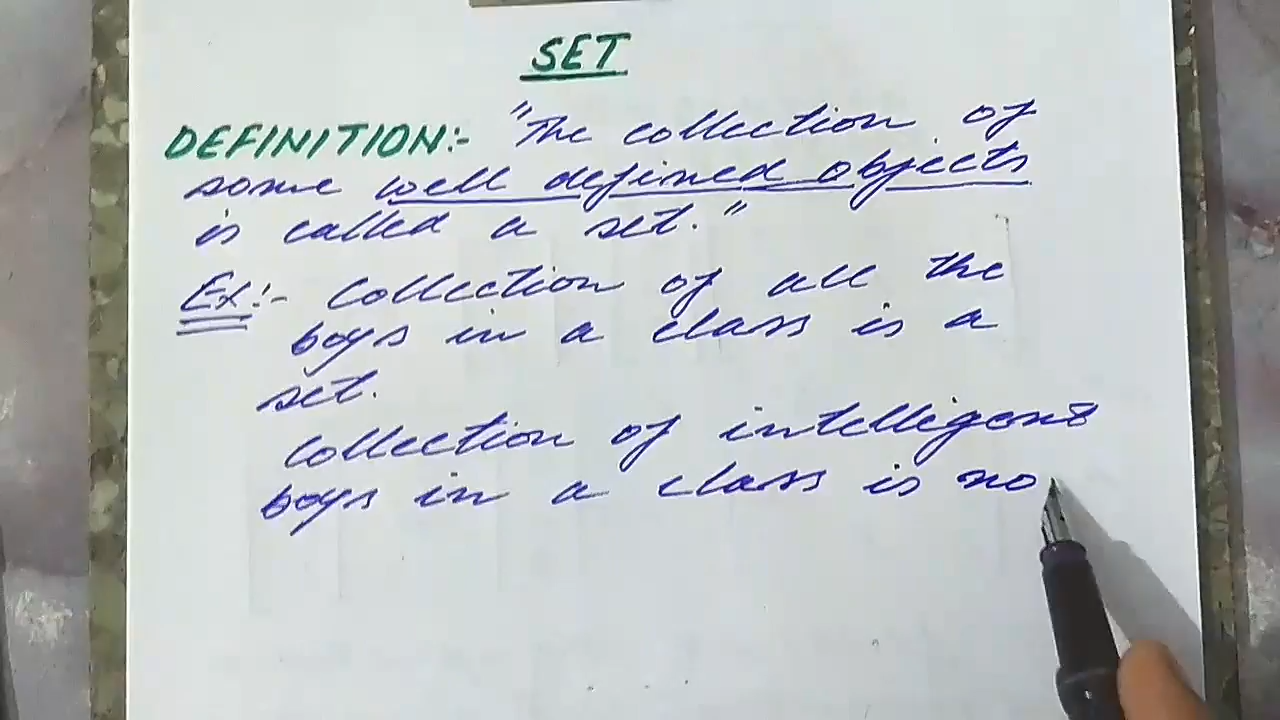 SET
DEFINITION:- "The collection of
some well defined objects
is called a set."
Ex:- Collection of all the
boys in a class is a
set.
Collection of intelligent
boys in a class is no